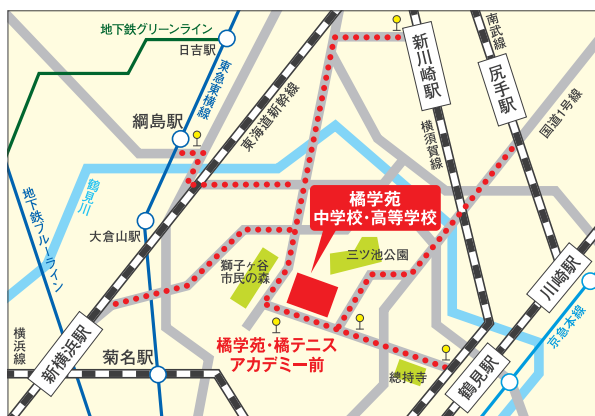 地下鉄グリーンライン
日吉駅
東急東横線
東海道新幹線
新川崎駅
南武線
尻手駅
国道1号線
横須賀線
綱島駅
鶴見川
地下鉄ブルーライン
大倉山駅
橘学苑
中学校・高等学校
獅子ヶ谷
市民の森
三ツ池公園
川崎駅
京急本線
横浜線
新横浜駅
菊名駅
橘学苑・橘テニス
アカデミー前
總持寺
鶴見駅